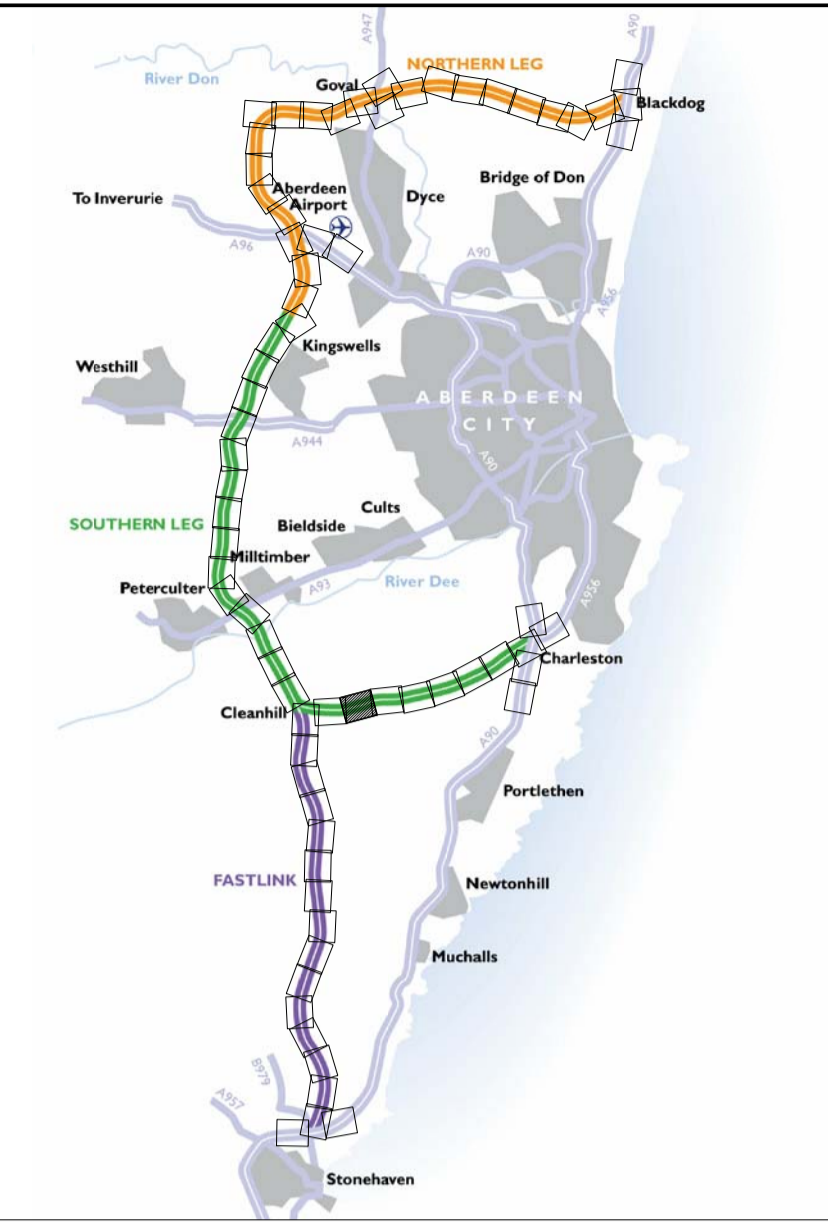 A947
A90
NORTHERN LEG
River Don
Goval
Blackdog
Aberdeen
Airport
Dyce
Bridge of Don
To Inverurie
A96
A90
A956
Kingswells
Westhill
ABERDEEN
CITY
A944
A90
SOUTHERN LEG
Cults
Bieldside
Milltimber
Peterculter
A93
River Dee
A956
Charleston
Cleanhill
A90
Portlethen
FASTLINK
Newtonhill
Muchalls
B979
A957
Stonehaven